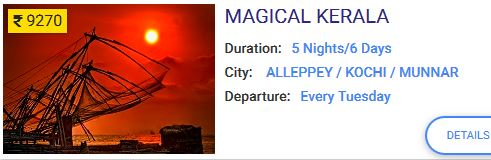 ₹ 9270
MAGICAL KERALA
Duration: 5 Nights/6 Days
City: ALLEPPEY / KOCHI / MUNNAR
Departure: Every Tuesday
DETAILS